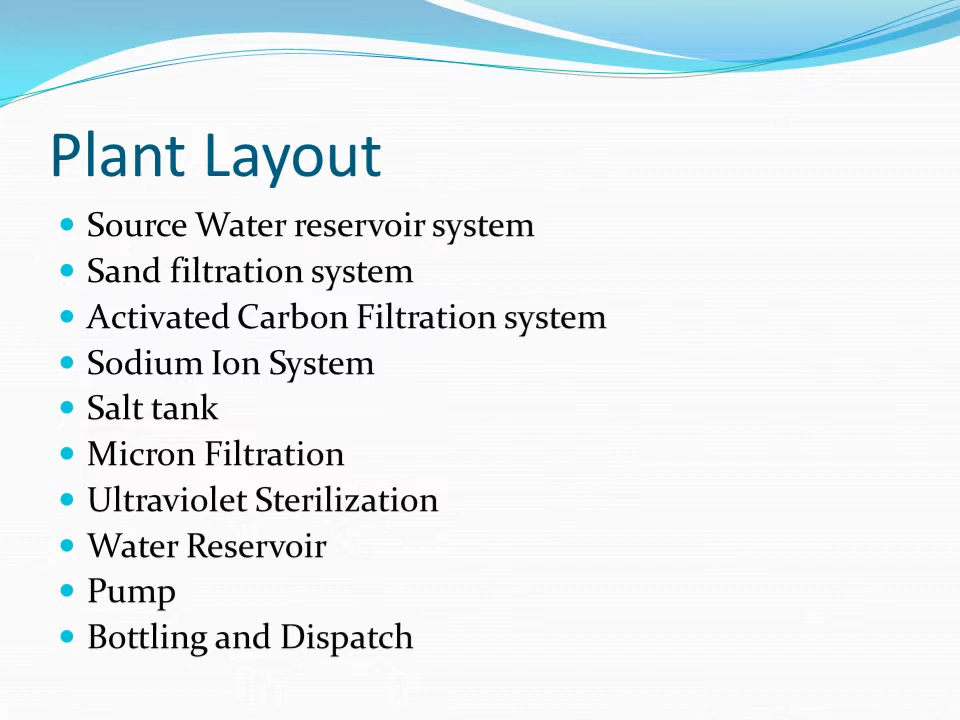 Plant Layout
Source Water reservoir system
Sand filtration system
Activated Carbon Filtration system
Sodium Ion System
Salt tank
Micron Filtration
Ultraviolet Sterilization
Water Reservoir
Pump
Bottling and Dispatch